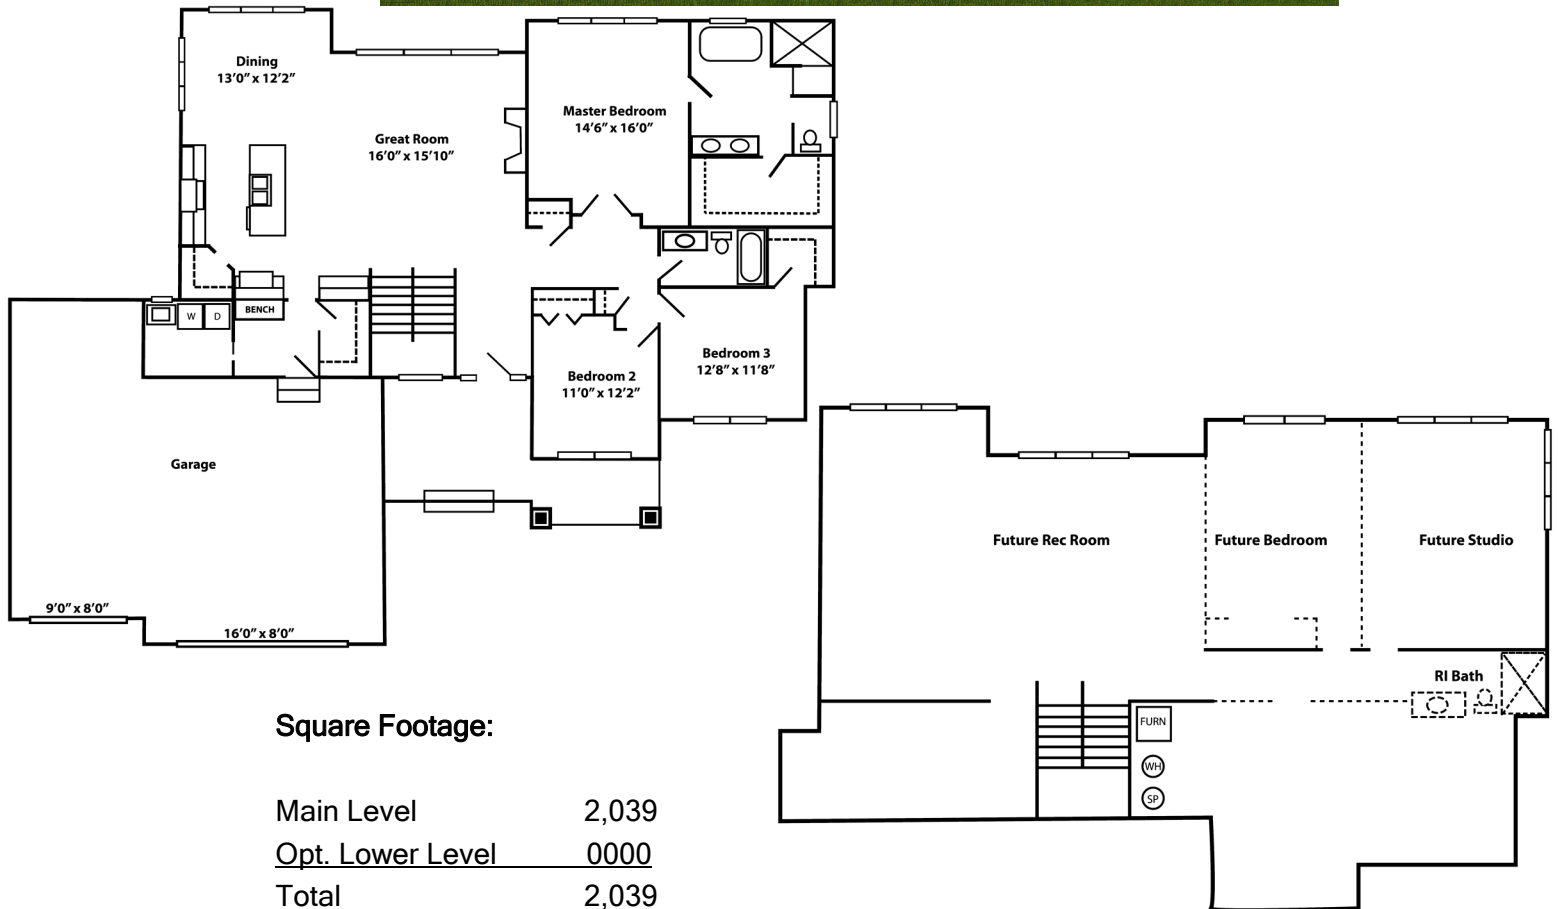 Dining
13'0" x 12'2"
Great Room
16'0" x 15'10"
Master Bedroom
14'6" x 16'0"
W
D
BENCH
Bedroom 2
11'0" x 12'2"
Bedroom 3
12'8" x 11'8"
Garage
9'0" x 8'0"
16'0" x 8'0"
Future Rec Room
Future Bedroom
Future Studio
RI Bath
FURN
WH
SP
Square Footage:
Main Level 2,039
Opt. Lower Level 0000
Total 2,039